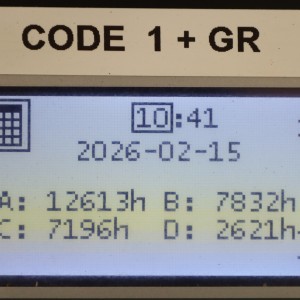 CODE 1 + GR
10:41
2026-02-15
A: 12613h B: 7832h
C: 7196h D: 2621h